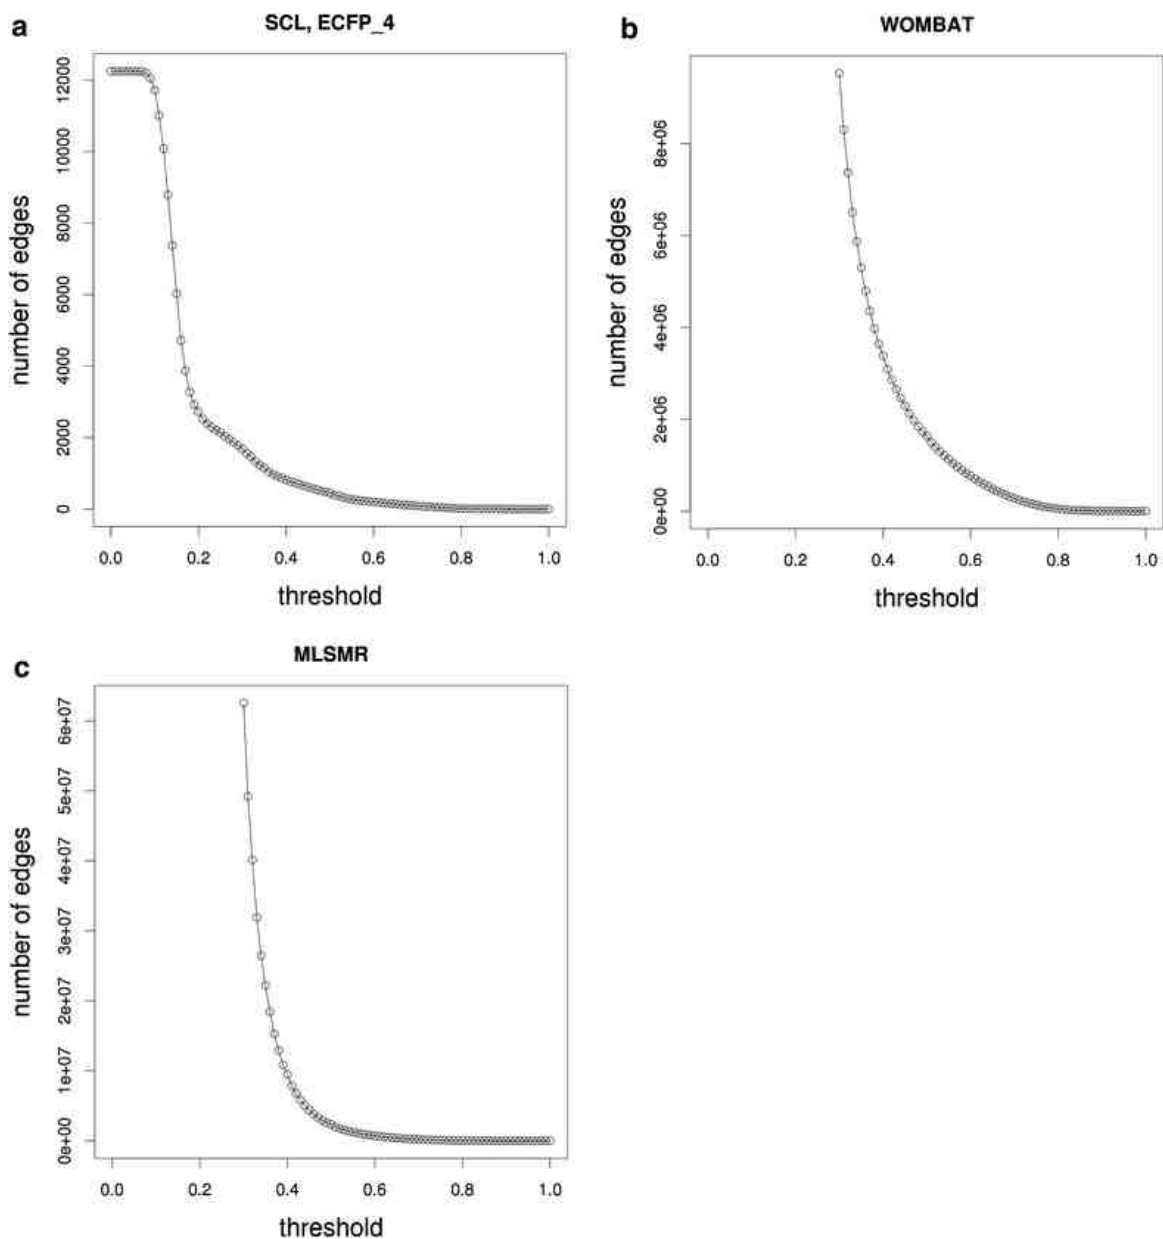 a
SCL, ECFP_4
number of edges
12000
10000
8000
6000
4000
2000
0
0.0 0.2 0.4 0.6 0.8 1.0
threshold
b
WOMBAT
number of edges
8e+06
6e+06
4e+06
2e+06
0e+00
0.0 0.2 0.4 0.6 0.8 1.0
threshold
c
MLSMR
number of edges
6e+07
5e+07
4e+07
3e+07
2e+07
1e+07
0e+00
0.0 0.2 0.4 0.6 0.8 1.0
threshold